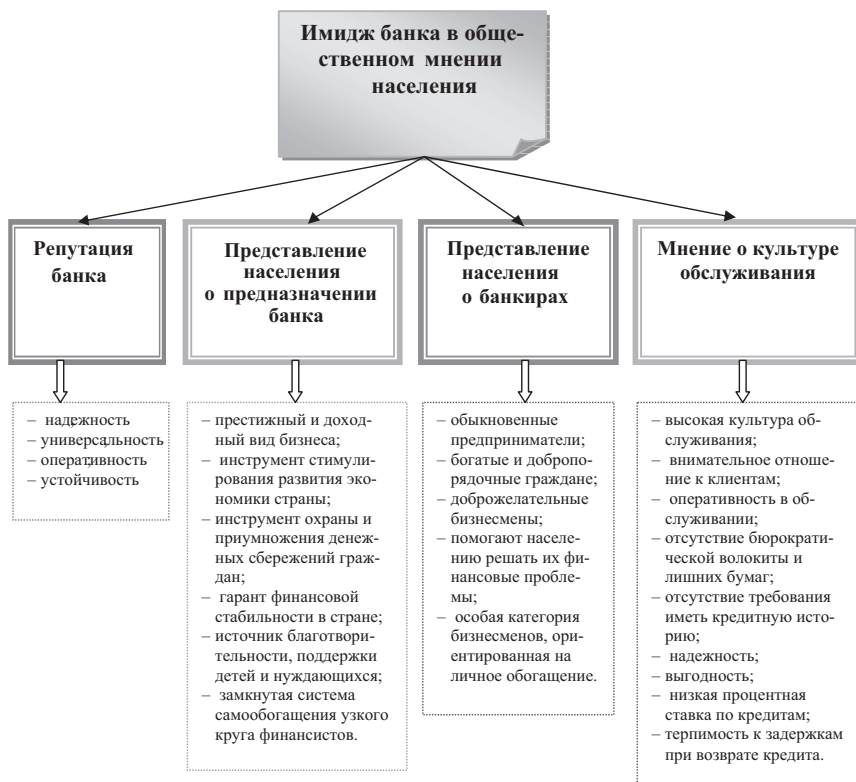 Имидж банка в обще-
ственном мнении
населения
Репутация
банка
Представление
населения
о предназначении
банка
Представление
населения
о банкирах
Мнение о культуре
обслуживания
– надежность
– универсальность
– оперативность
– устойчивость
– престижный и доход-
ный вид бизнеса;
– инструмент стимули-
рования развития эко-
номики страны;
– инструмент охраны и
приумножения денеж-
ных сбережений граж-
дан;
– гарант финансовой
стабильности в стране;
– источник благотвори-
тельности, поддержки
детей и нуждающихся;
– замкнутая система
самообогащения узкого
круга финансистов.
– обыкновенные
предприниматели;
– богатые и добропо-
рядочные граждане;
– доброжелательные
бизнесмены;
– помогают населе-
нию решать их фи-
нансовые пробле-
мы;
– особая категория
бизнесменов, ори-
ентированная на
личное обогащение.
– высокая культура об-
служивания;
– внимательное отноше-
ние к клиентам;
– оперативность в об-
служивании;
– отсутствие бюрократи-
ческой волокиты и
лишних бумаг;
– отсутствие требования
иметь кредитную исто-
рию;
– надежность;
– выгодность;
– низкая процентная
ставка по кредитам;
– терпимость к задержкам
при возврате кредита.